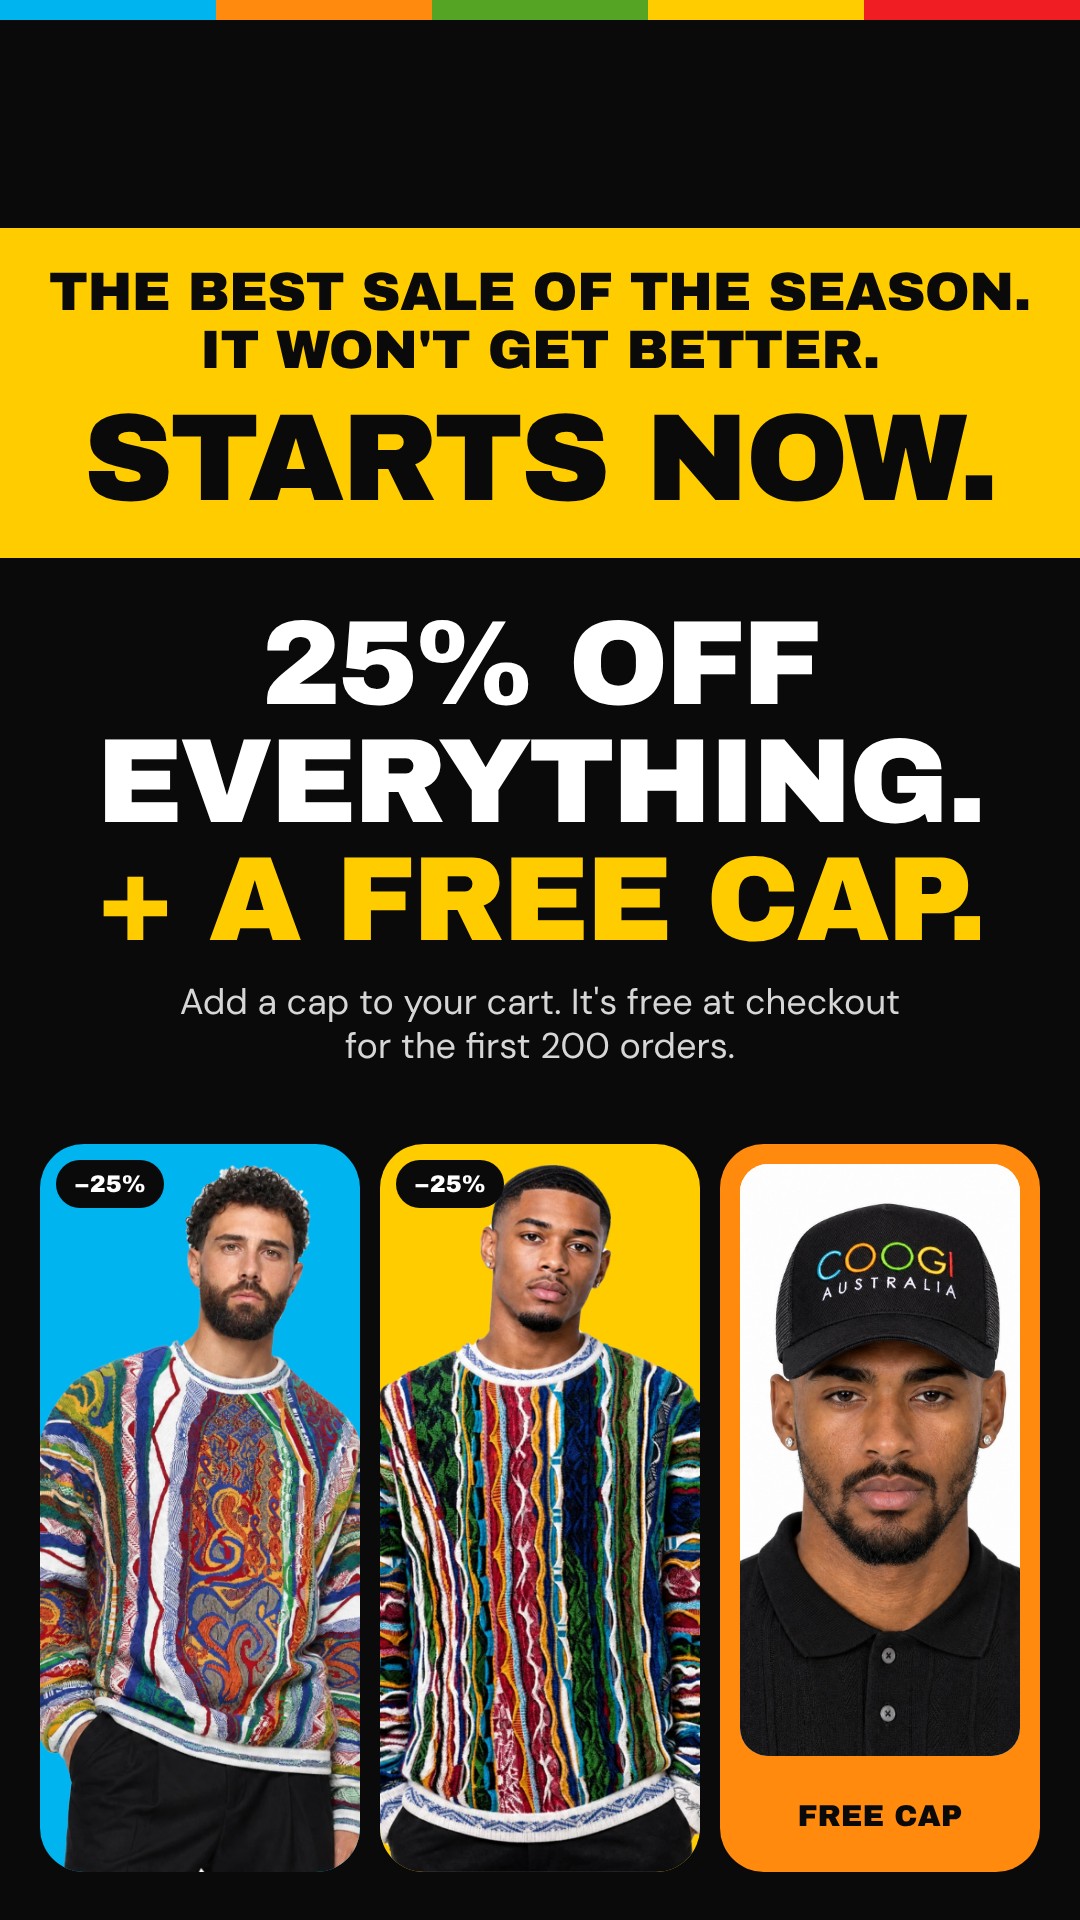 THE BEST SALE OF THE SEASON.
IT WON'T GET BETTER.
STARTS NOW.
25% OFF
EVERYTHING.
+ A FREE CAP.
Add a cap to your cart. It's free at checkout
for the first 200 orders.
–25%
–25%
COOGI
AUSTRALIA
FREE CAP